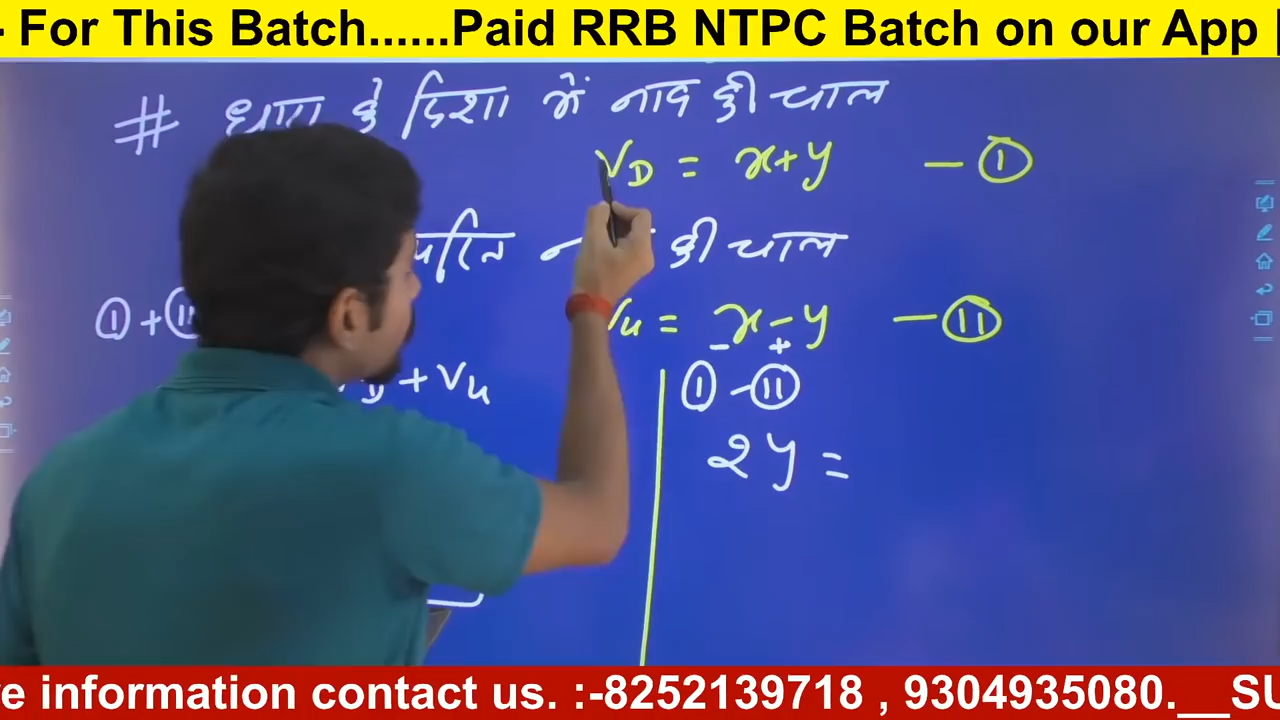 - For This Batch......Paid RRB NTPC Batch on our App |
# धारा के दिशा में नाव की चाल
VD = x+y — ①
की चाल
Vu = x-y — ⑪
- +
① + ⑪
VD + Vu
① - ⑪
2y =
e information contact us. :-8252139718 , 9304935080.__SU